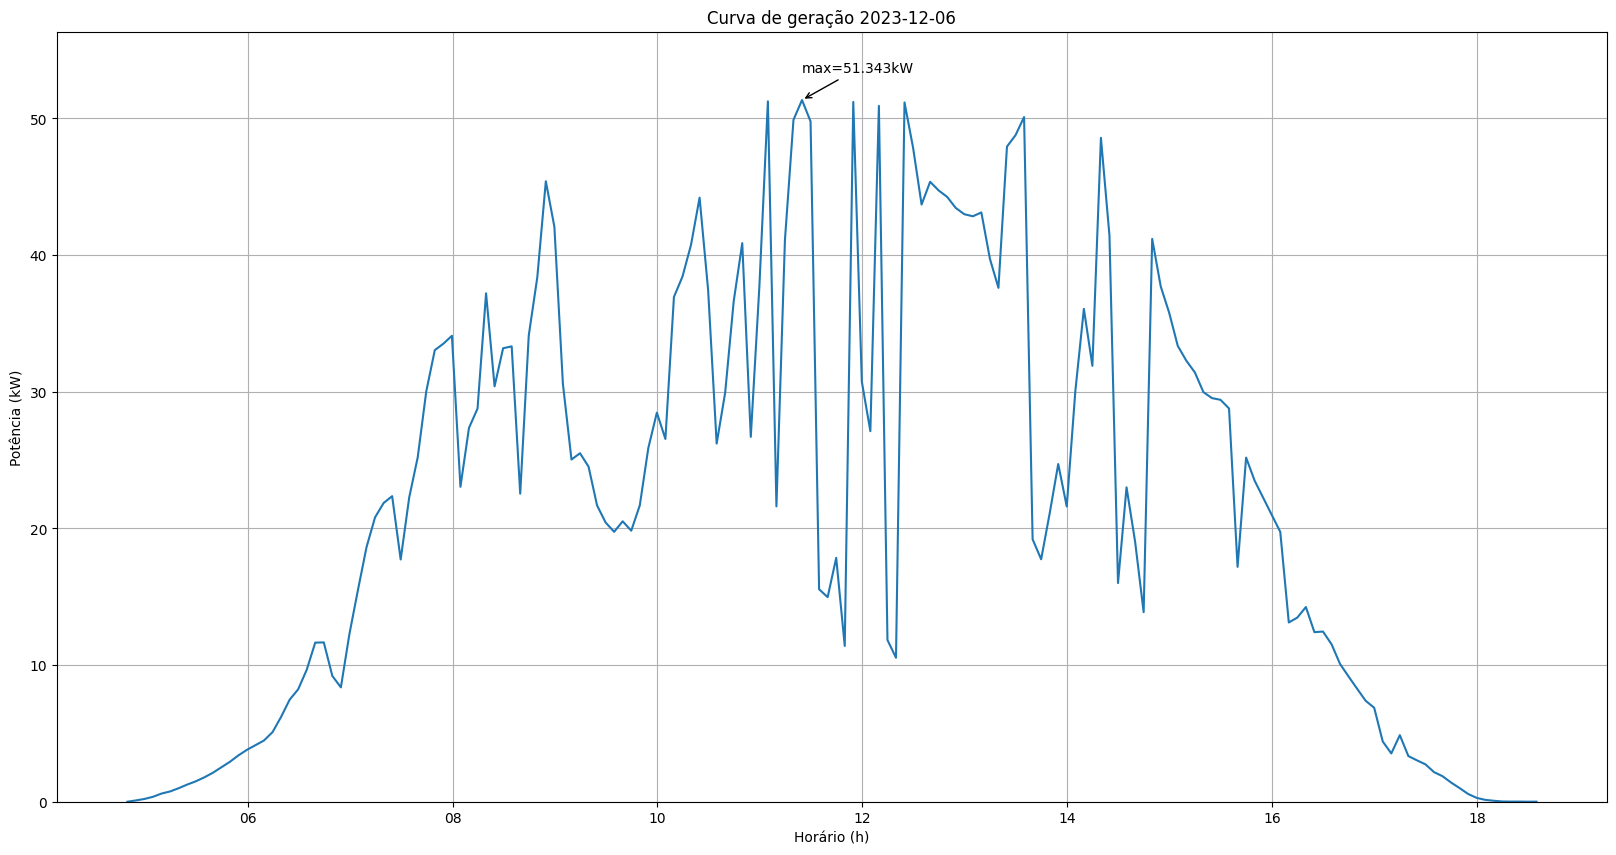 Curva de geração 2023-12-06
max=51.343kW
Potência (kW)
50
40
30
20
10
0
06 08 10 12 14 16 18
Horário (h)